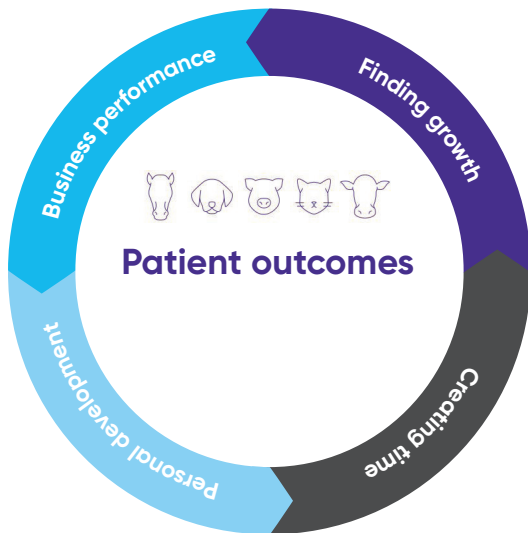 Business performance
Finding growth
Patient outcomes
Personal development
Creating time